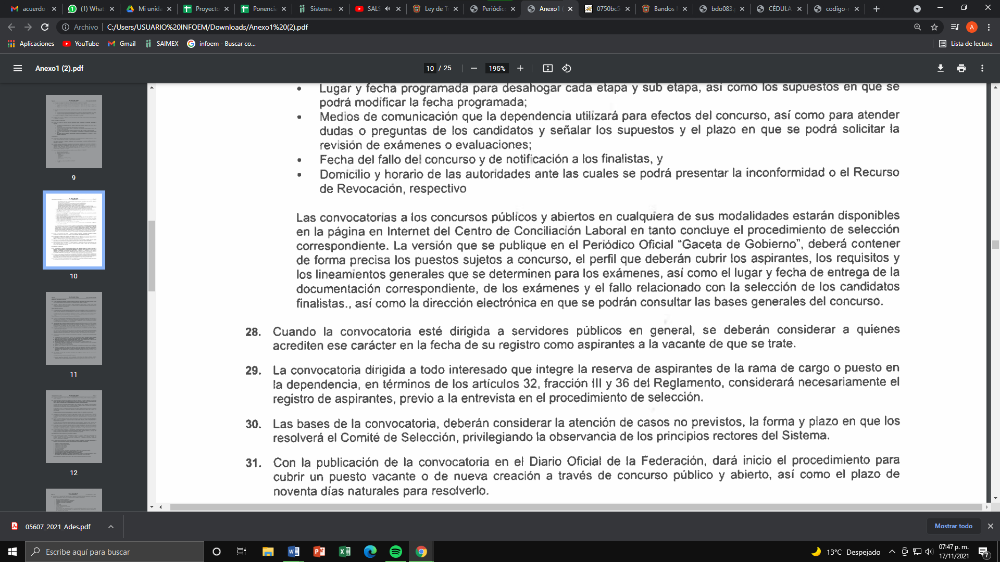 acuerdo
(1) What
Mi unida
Proyecto
Ponencia
Sistema
SALS
Ley de T
Periódic
Anexo1 (
0750bc5
Bandos
bdo083.
CÉDULA
codigo-
Archivo C:/Users/USUARIO%20INFOEM/Downloads/Anexo1%20(2).pdf
A
Aplicaciones YouTube Gmail SAIMEX infoem - Buscar co... Lista de lectura
Anexo1 (2).pdf 10 / 25 195%
9
10
11
12
• Lugar y fecha programada para desahogar cada etapa y sub etapa, así como los supuestos en que se
podrá modificar la fecha programada;
• Medios de comunicación que la dependencia utilizará para efectos del concurso, así como para atender
dudas o preguntas de los candidatos y señalar los supuestos y el plazo en que se podrá solicitar la
revisión de exámenes o evaluaciones;
• Fecha del fallo del concurso y de notificación a los finalistas, y
• Domicilio y horario de las autoridades ante las cuales se podrá presentar la inconformidad o el Recurso
de Revocación, respectivo
Las convocatorias a los concursos públicos y abiertos en cualquiera de sus modalidades estarán disponibles
en la página en Internet del Centro de Conciliación Laboral en tanto concluye el procedimiento de selección
correspondiente. La versión que se publique en el Periódico Oficial “Gaceta de Gobierno”, deberá contener
de forma precisa los puestos sujetos a concurso, el perfil que deberán cubrir los aspirantes, los requisitos y
los lineamientos generales que se determinen para los exámenes, así como el lugar y fecha de entrega de la
documentación correspondiente, de los exámenes y el fallo relacionado con la selección de los candidatos
finalistas., así como la dirección electrónica en que se podrán consultar las bases generales del concurso.
28. Cuando la convocatoria esté dirigida a servidores públicos en general, se deberán considerar a quienes
acrediten ese carácter en la fecha de su registro como aspirantes a la vacante de que se trate.
29. La convocatoria dirigida a todo interesado que integre la reserva de aspirantes de la rama de cargo o puesto en
la dependencia, en términos de los artículos 32, fracción III y 36 del Reglamento, considerará necesariamente el
registro de aspirantes, previo a la entrevista en el procedimiento de selección.
30. Las bases de la convocatoria, deberán considerar la atención de casos no previstos, la forma y plazo en que los
resolverá el Comité de Selección, privilegiando la observancia de los principios rectores del Sistema.
31. Con la publicación de la convocatoria en el Diario Oficial de la Federación, dará inicio el procedimiento para
cubrir un puesto vacante o de nueva creación a través de concurso público y abierto, así como el plazo de
noventa días naturales para resolverlo.
05607_2021_Ades.pdf Mostrar todo
Escribe aquí para buscar
13°C Despejado
07:47 p. m.
17/11/2021
7